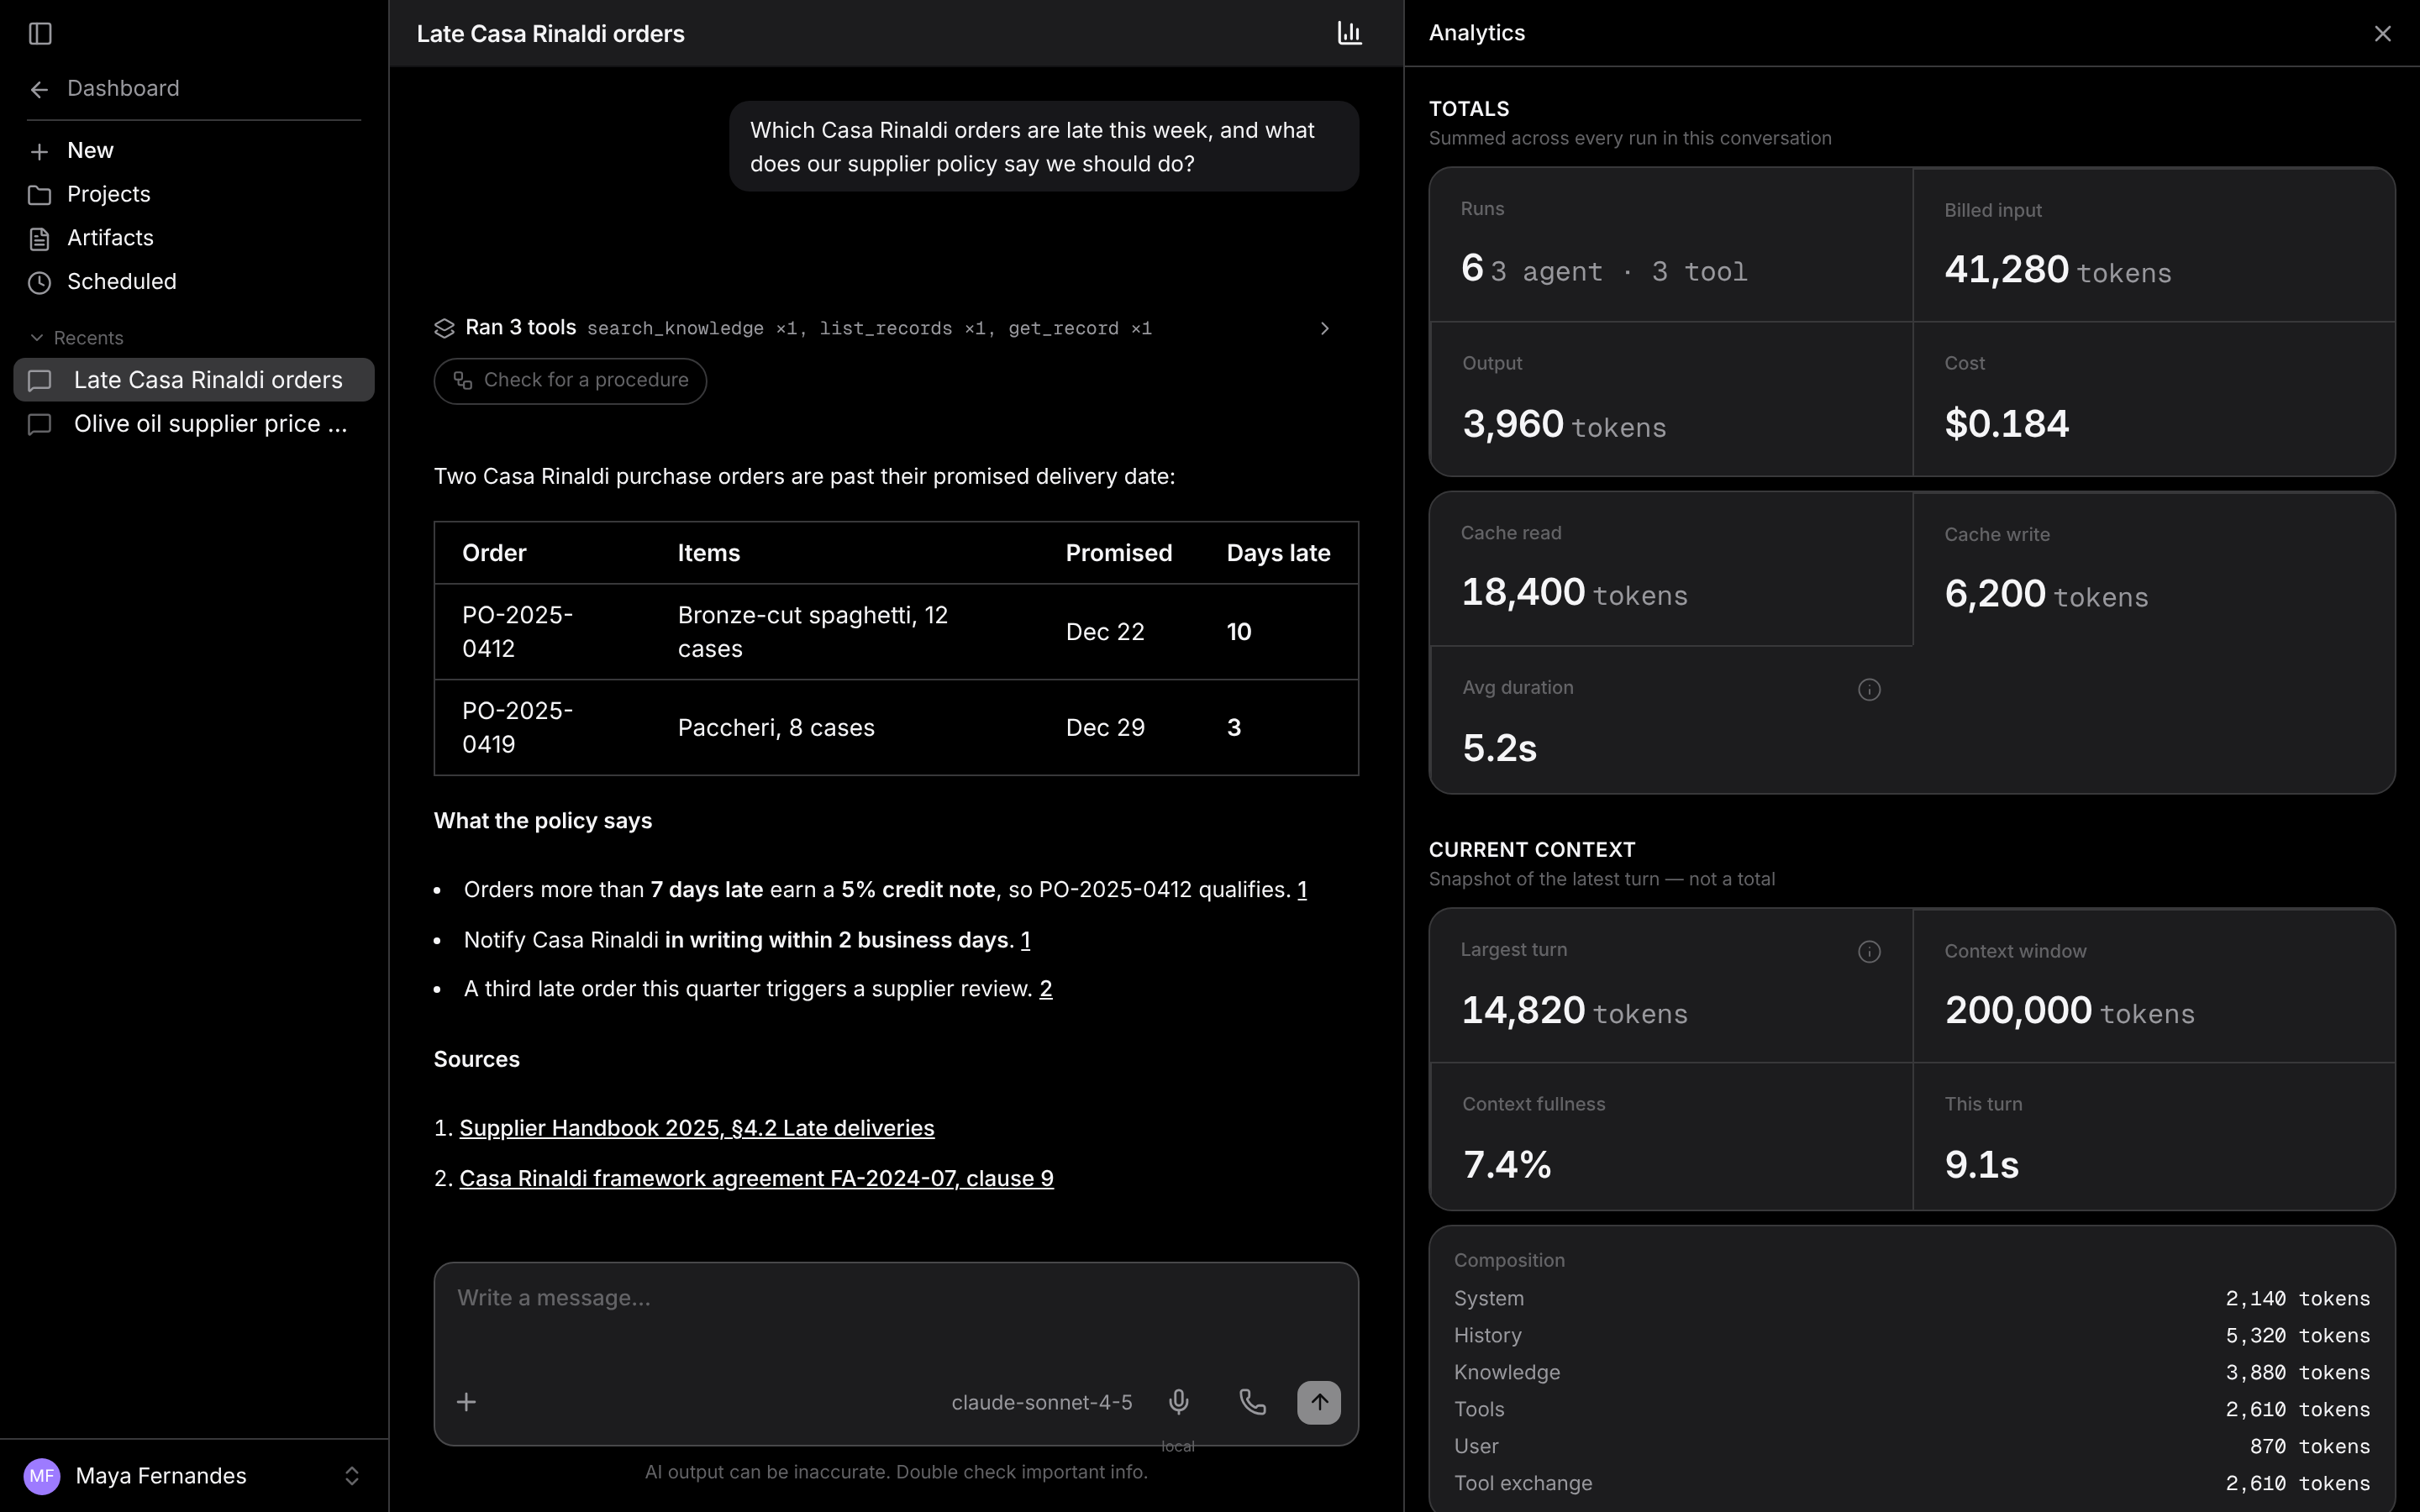 Dashboard
New
Projects
Artifacts
Scheduled
Recents
Late Casa Rinaldi orders
Olive oil supplier price ...
MF Maya Fernandes
Late Casa Rinaldi orders
Which Casa Rinaldi orders are late this week, and what
does our supplier policy say we should do?
Ran 3 tools search_knowledge ×1, list_records ×1, get_record ×1
Check for a procedure
Two Casa Rinaldi purchase orders are past their promised delivery date:
Order Items Promised Days late
PO-2025-
0412 Bronze-cut spaghetti, 12
cases Dec 22 10
PO-2025-
0419 Paccheri, 8 cases Dec 29 3
What the policy says
• Orders more than 7 days late earn a 5% credit note, so PO-2025-0412 qualifies. 1
• Notify Casa Rinaldi in writing within 2 business days. 1
• A third late order this quarter triggers a supplier review. 2
Sources
1. Supplier Handbook 2025, §4.2 Late deliveries
2. Casa Rinaldi framework agreement FA-2024-07, clause 9
Write a message...
claude-sonnet-4-5
local
AI output can be inaccurate. Double check important info.
Analytics
TOTALS
Summed across every run in this conversation
Runs
6 3 agent · 3 tool
Billed input
41,280 tokens
Output
3,960 tokens
Cost
$0.184
Cache read
18,400 tokens
Cache write
6,200 tokens
Avg duration
5.2s
CURRENT CONTEXT
Snapshot of the latest turn — not a total
Largest turn
14,820 tokens
Context window
200,000 tokens
Context fullness
7.4%
This turn
9.1s
Composition
System 2,140 tokens
History 5,320 tokens
Knowledge 3,880 tokens
Tools 2,610 tokens
User 870 tokens
Tool exchange 2,610 tokens